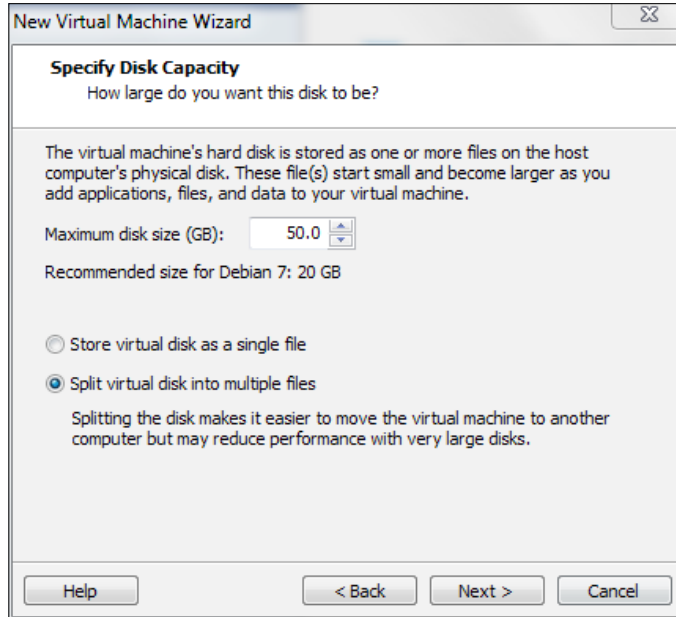 New Virtual Machine Wizard
Specify Disk Capacity
How large do you want this disk to be?
The virtual machine's hard disk is stored as one or more files on the host
computer's physical disk. These file(s) start small and become larger as you
add applications, files, and data to your virtual machine.
Maximum disk size (GB): 50.0
Recommended size for Debian 7: 20 GB
Store virtual disk as a single file
Split virtual disk into multiple files
Splitting the disk makes it easier to move the virtual machine to another
computer but may reduce performance with very large disks.
Help < Back Next > Cancel